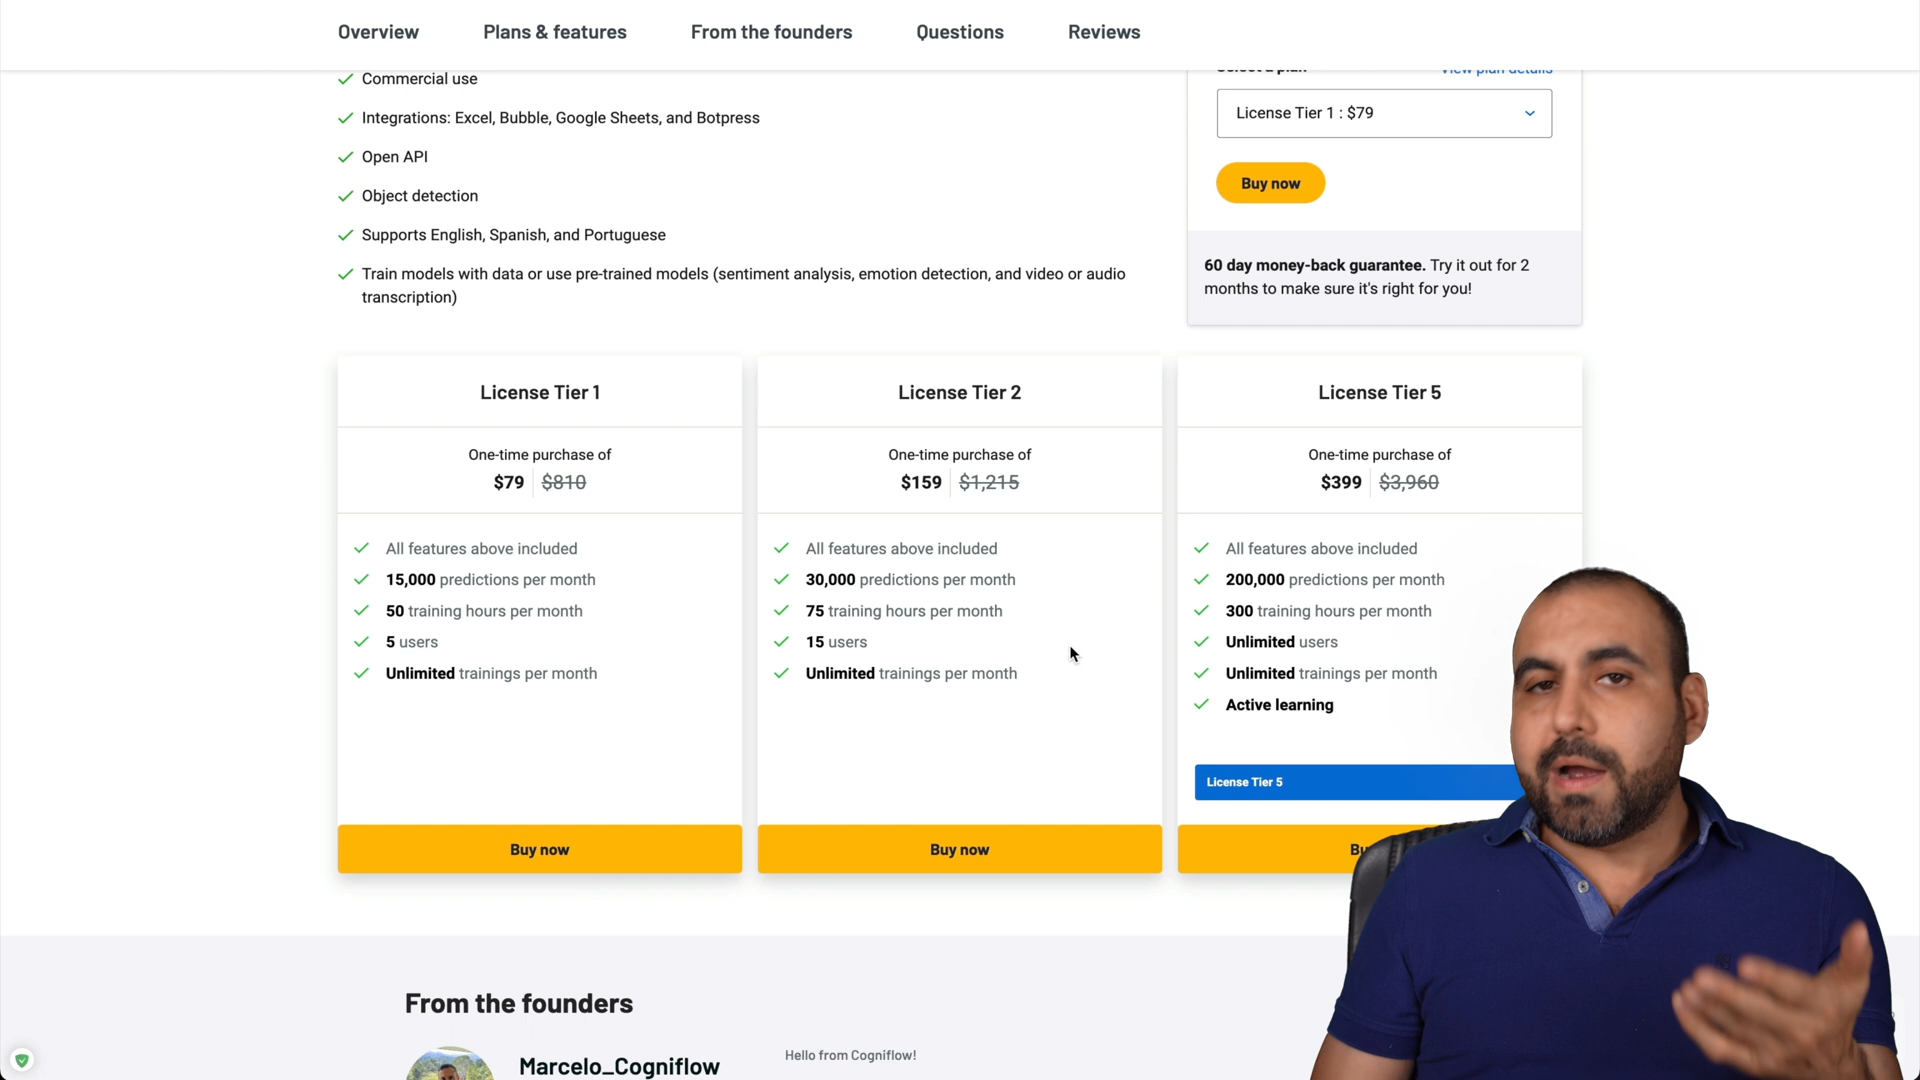 Overview Plans & features From the founders Questions Reviews
Commercial use
Integrations: Excel, Bubble, Google Sheets, and Botpress
Open API
Object detection
Supports English, Spanish, and Portuguese
Train models with data or use pre-trained models (sentiment analysis, emotion detection, and video or audio
transcription)
Select a plan View plan details
License Tier 1 : $79
Buy now
60 day money-back guarantee. Try it out for 2
months to make sure it's right for you!
License Tier 1
One-time purchase of
$79 $810
All features above included
15,000 predictions per month
50 training hours per month
5 users
Unlimited trainings per month
Buy now
License Tier 2
One-time purchase of
$159 $1,215
All features above included
30,000 predictions per month
75 training hours per month
15 users
Unlimited trainings per month
Buy now
License Tier 5
One-time purchase of
$399 $3,960
All features above included
200,000 predictions per month
300 training hours per month
Unlimited users
Unlimited trainings per month
Active learning
License Tier 5
From the founders
Marcelo_Cogniflow
Hello from Cogniflow!